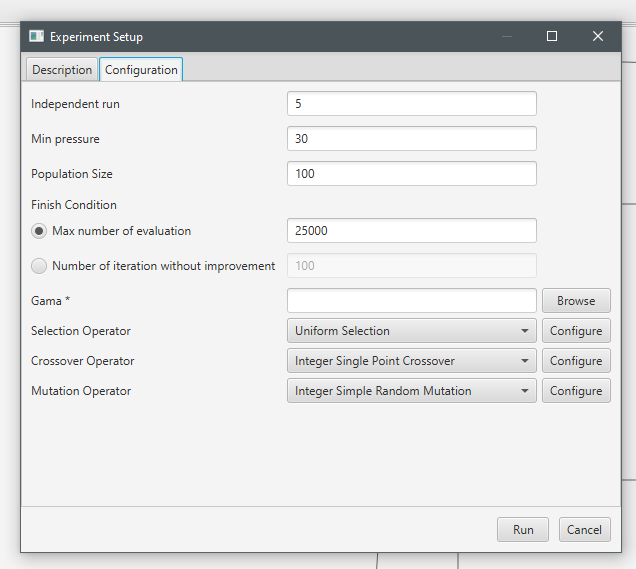 Experiment Setup
Description Configuration
Independent run 5
Min pressure 30
Population Size 100
Finish Condition
Max number of evaluation 25000
Number of iteration without improvement 100
Gama * Browse
Selection Operator Uniform Selection Configure
Crossover Operator Integer Single Point Crossover Configure
Mutation Operator Integer Simple Random Mutation Configure
Run Cancel